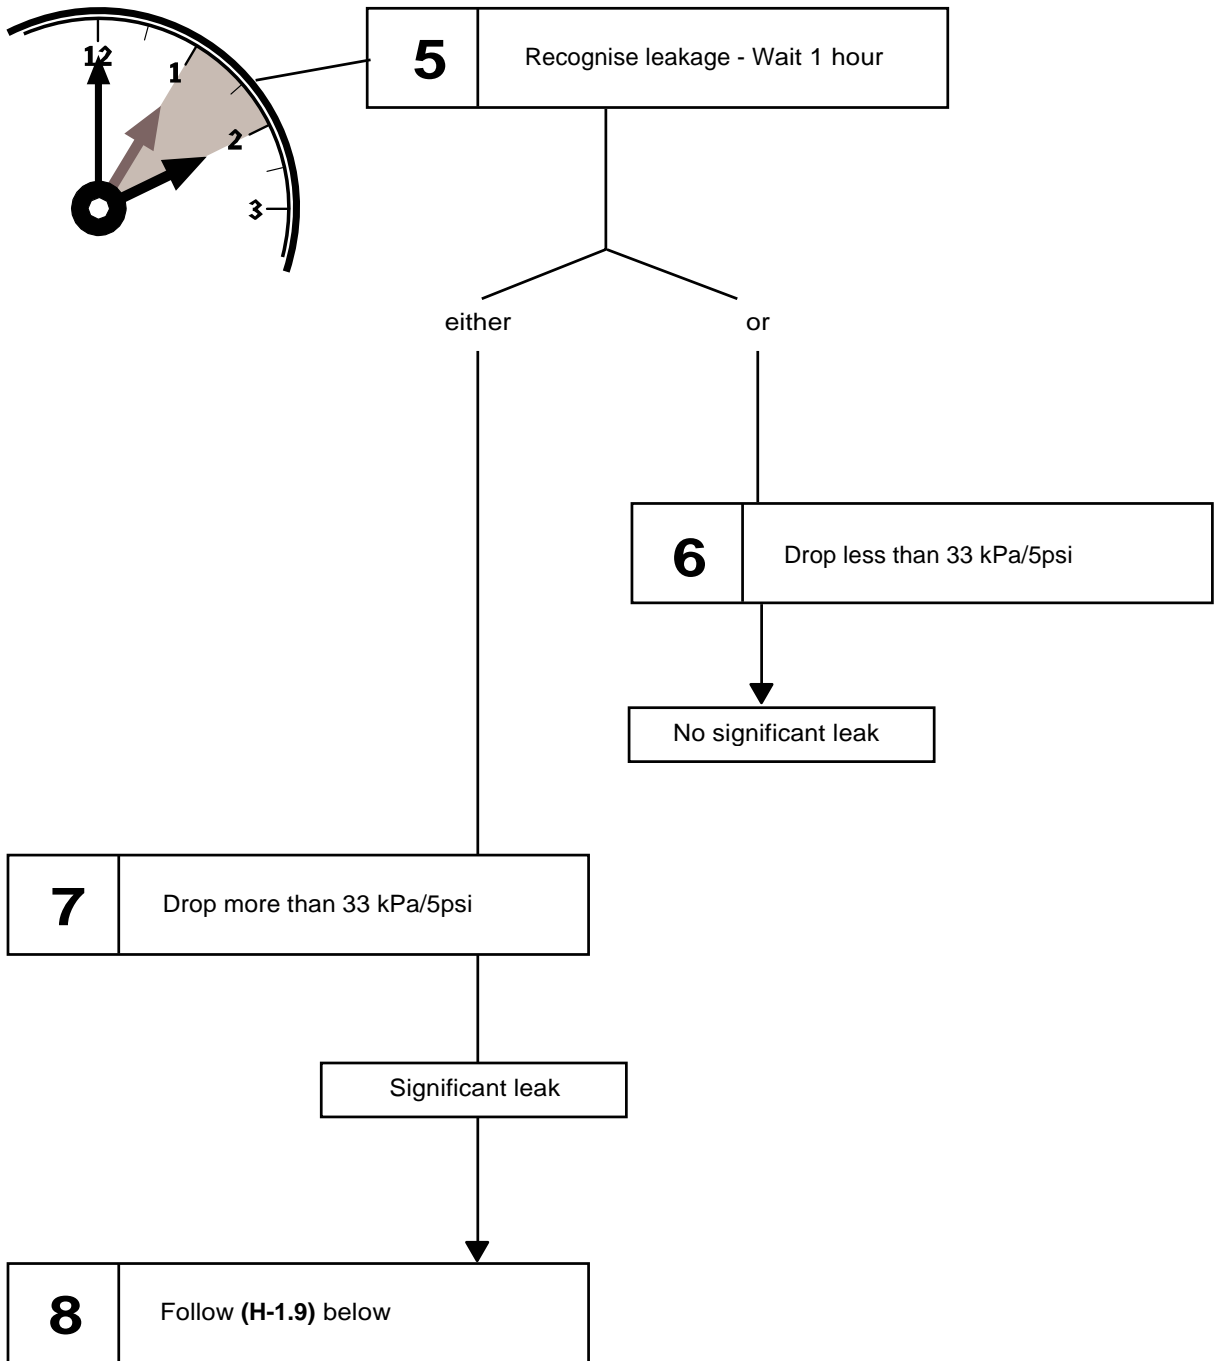 12
1
2
3
5 Recognise leakage - Wait 1 hour
either or
6 Drop less than 33 kPa/5psi
No significant leak
7 Drop more than 33 kPa/5psi
Significant leak
8 Follow (H-1.9) below